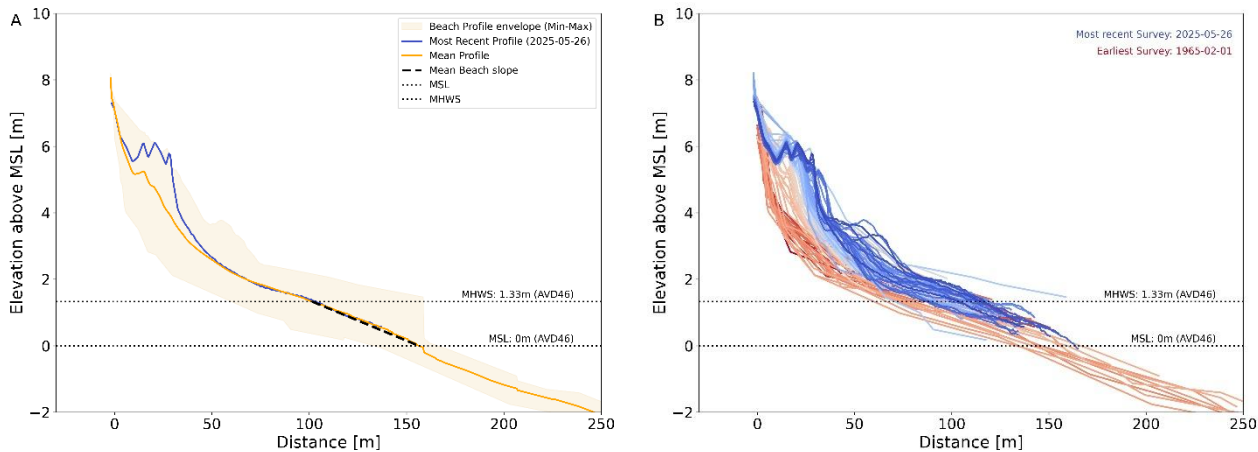 A
Elevation above MSL [m]
10
8
6
4
2
0
−2
Beach Profile envelope (Min-Max)
Most Recent Profile (2025-05-26)
Mean Profile
Mean Beach slope
MSL
MHWS
MHWS: 1.33m (AVD46)
MSL: 0m (AVD46)
0
50
100
150
200
250
Distance [m]
B
Elevation above MSL [m]
10
8
6
4
2
0
−2
Most recent Survey: 2025-05-26
Earliest Survey: 1965-02-01
MHWS: 1.33m (AVD46)
MSL: 0m (AVD46)
0
50
100
150
200
250
Distance [m]